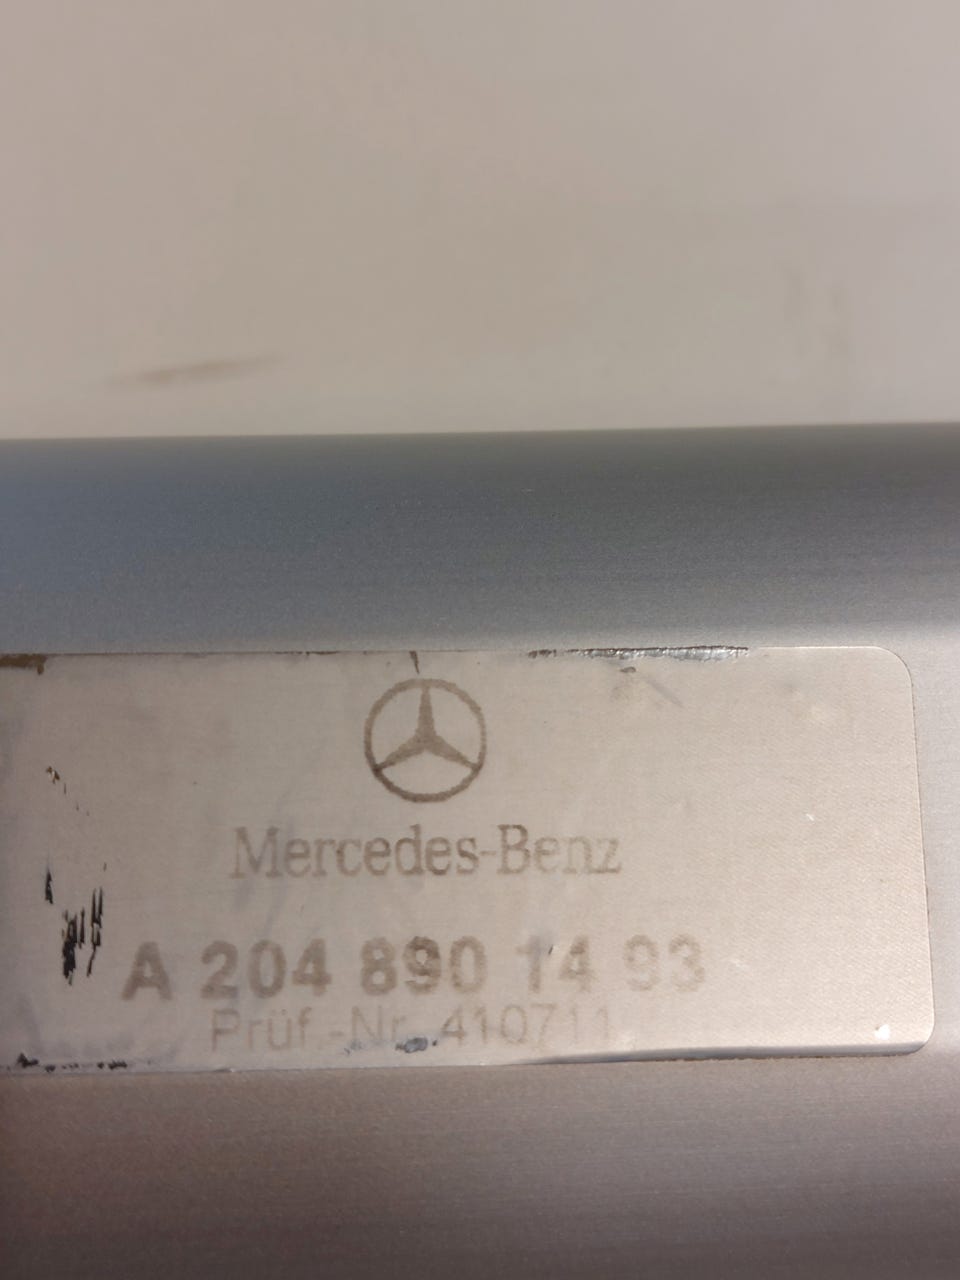 Mercedes-Benz
A 204 890 14 93
Prüf.-Nr. 410711